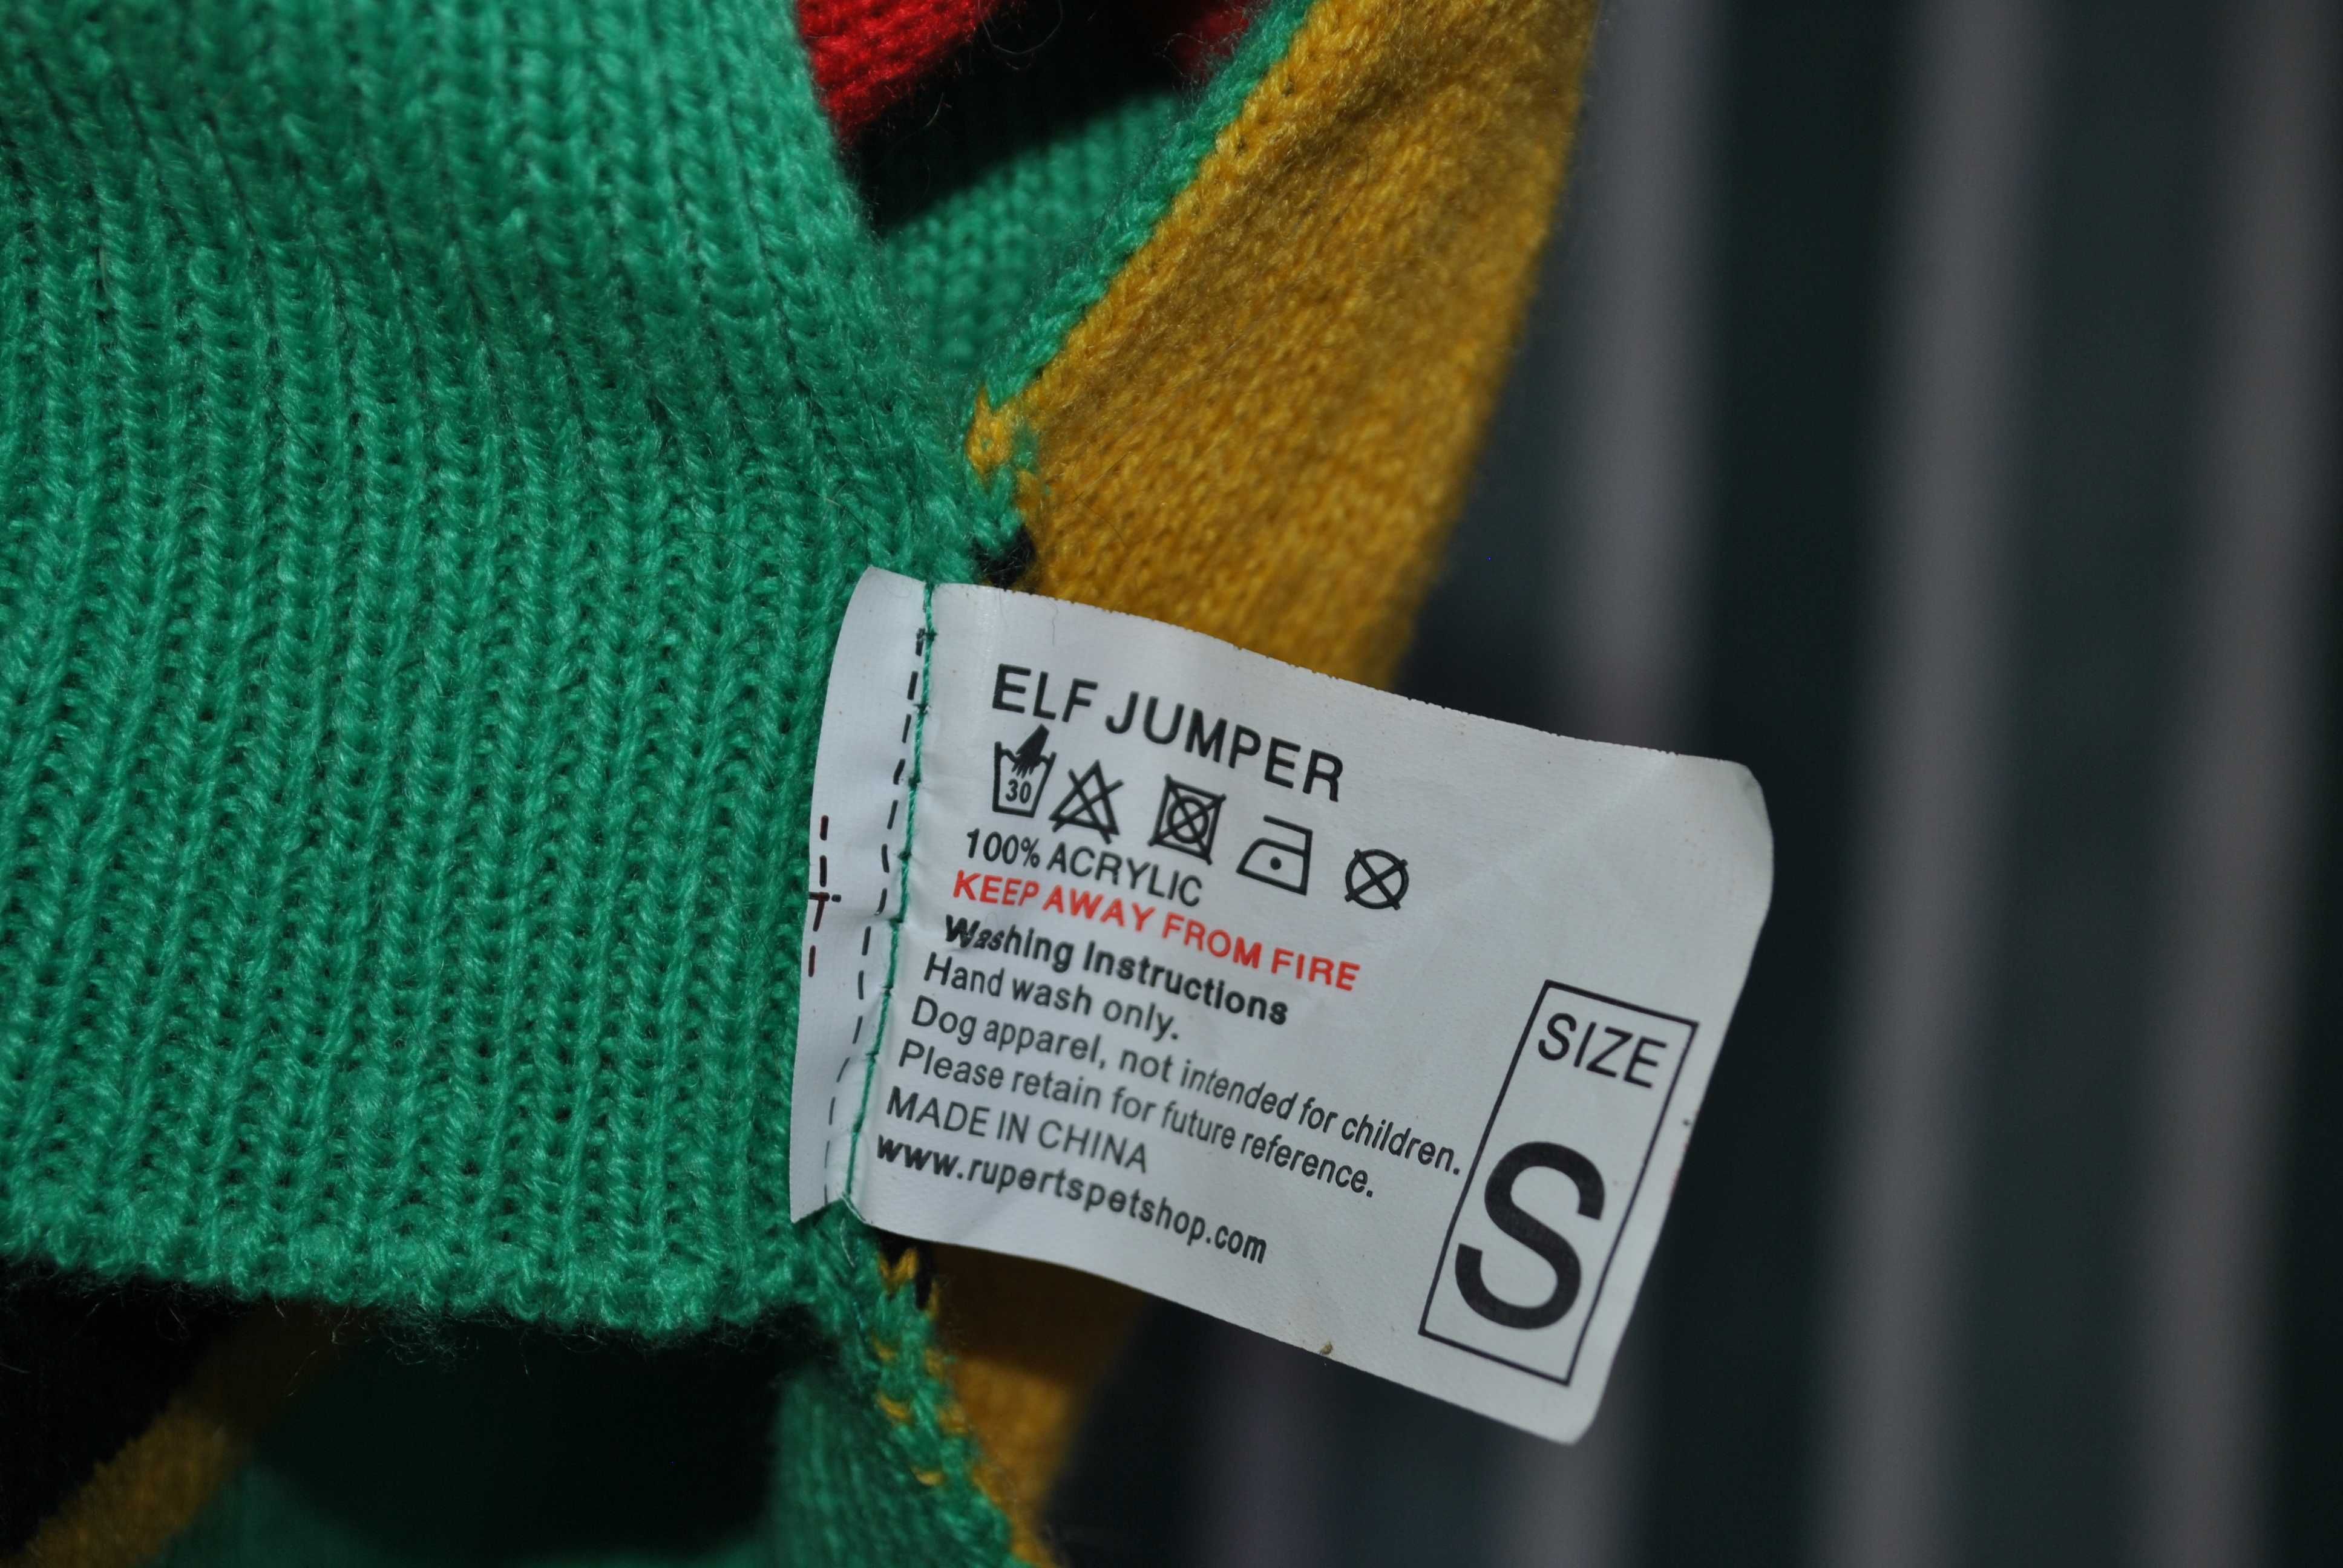 ELF JUMPER
30
100% ACRYLIC
KEEP AWAY FROM FIRE
Washing Instructions
Hand wash only.
Dog apparel, not intended for children.
Please retain for future reference.
MADE IN CHINA
www.rupertspetshop.com
SIZE
S